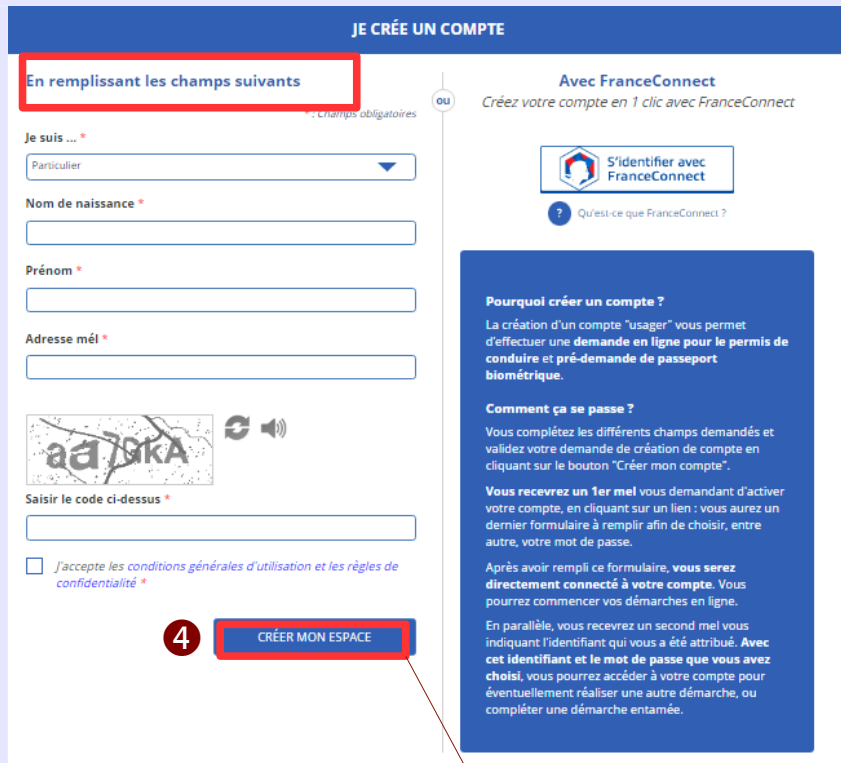 JE CRÉE UN COMPTE
En remplissant les champs suivants
* : Champs obligatoires
Je suis ... *
Particulier
Nom de naissance *
Prénom *
Adresse mél *
Saisir le code ci-dessus *
J'accepte les conditions générales d'utilisation et les règles de
confidentialité *
4
CRÉER MON ESPACE
ou
Avec FranceConnect
Créez votre compte en 1 clic avec FranceConnect
S'identifier avec
FranceConnect
? Qu'est-ce que FranceConnect ?
Pourquoi créer un compte ?
La création d'un compte "usager" vous permet
d'effectuer une demande en ligne pour le permis de
conduire et pré-demande de passeport
biométrique.
Comment ça se passe ?
Vous complétez les différents champs demandés et
validez votre demande de création de compte en
cliquant sur le bouton "Créer mon compte".
Vous recevrez un 1er mel vous demandant d'activer
votre compte, en cliquant sur un lien : vous aurez un
dernier formulaire à remplir afin de choisir, entre
autre, votre mot de passe.
Après avoir rempli ce formulaire, vous serez
directement connecté à votre compte. Vous
pourrez commencer vos démarches en ligne.
En parallèle, vous recevrez un second mel vous
indiquant l'identifiant qui vous a été attribué. Avec
cet identifiant et le mot de passe que vous avez
choisi, vous pourrez accéder à votre compte pour
éventuellement réaliser une autre démarche, ou
compléter une démarche entamée.